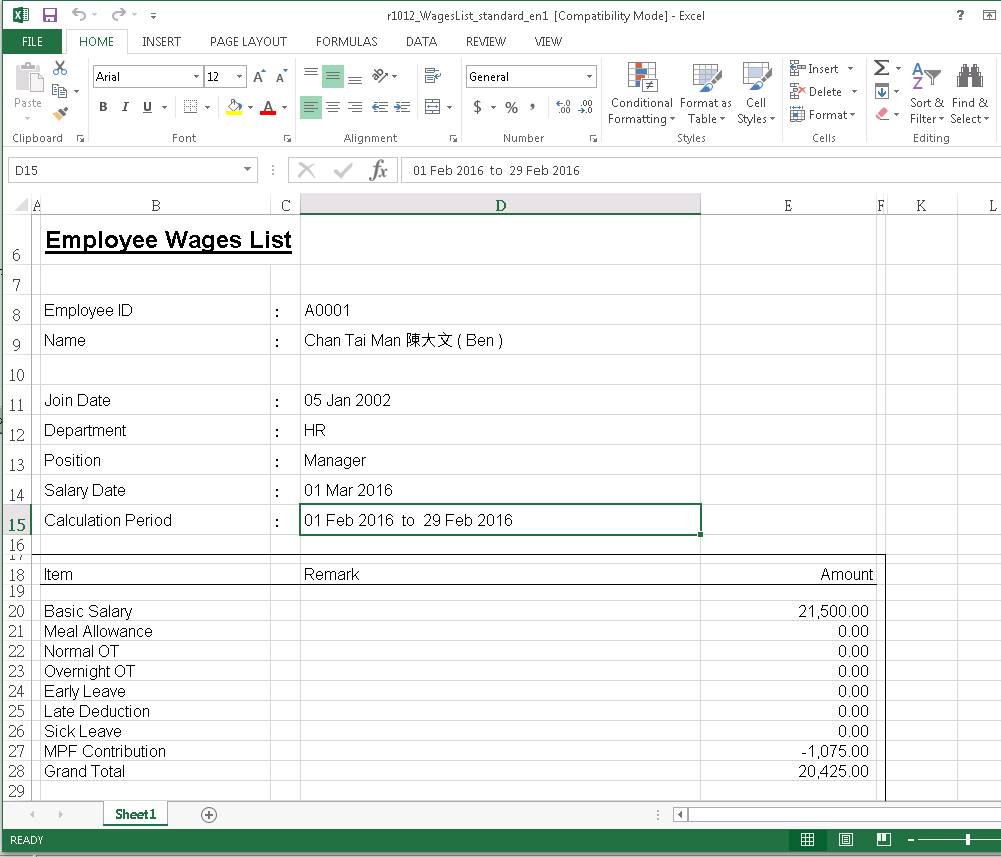 r1012_WagesList_standard_en1 [Compatibility Mode] - Excel ?
FILE HOME INSERT PAGE LAYOUT FORMULAS DATA REVIEW VIEW
Paste
Arial 12 A A
B I U A
General
$ % , .00 .0
Conditional Formatting
Format as Table
Cell Styles
Insert
Delete
Format
Sort & Filter
Find & Select
Clipboard Font Alignment Number Styles Cells Editing
D15 fx 01 Feb 2016 to 29 Feb 2016
A B C D E F K L
6 Employee Wages List
7
8 Employee ID : A0001
9 Name : Chan Tai Man 陳大文 ( Ben )
10
11 Join Date : 05 Jan 2002
12 Department : HR
13 Position : Manager
14 Salary Date : 01 Mar 2016
15 Calculation Period : 01 Feb 2016 to 29 Feb 2016
16
17
18 Item Remark Amount
19
20 Basic Salary 21,500.00
21 Meal Allowance 0.00
22 Normal OT 0.00
23 Overnight OT 0.00
24 Early Leave 0.00
25 Late Deduction 0.00
26 Sick Leave 0.00
27 MPF Contribution -1,075.00
28 Grand Total 20,425.00
29
Sheet1
READY